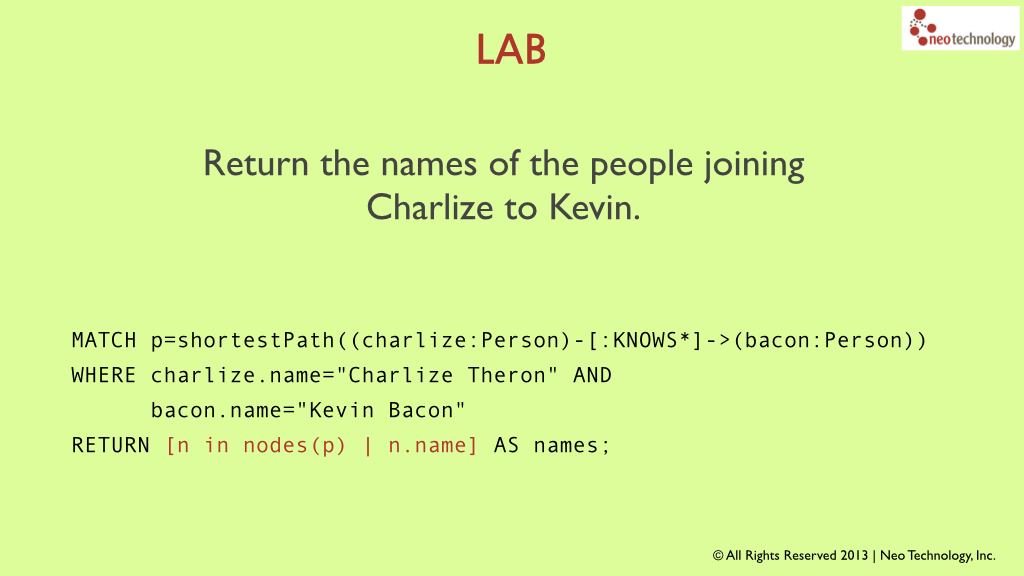 LAB
neotechnology
Return the names of the people joining
Charlize to Kevin.
MATCH p=shortestPath((charlize:Person)-[:KNOWS*]->(bacon:Person))
WHERE charlize.name="Charlize Theron" AND
bacon.name="Kevin Bacon"
RETURN [n in nodes(p) | n.name] AS names;
© All Rights Reserved 2013 | Neo Technology, Inc.